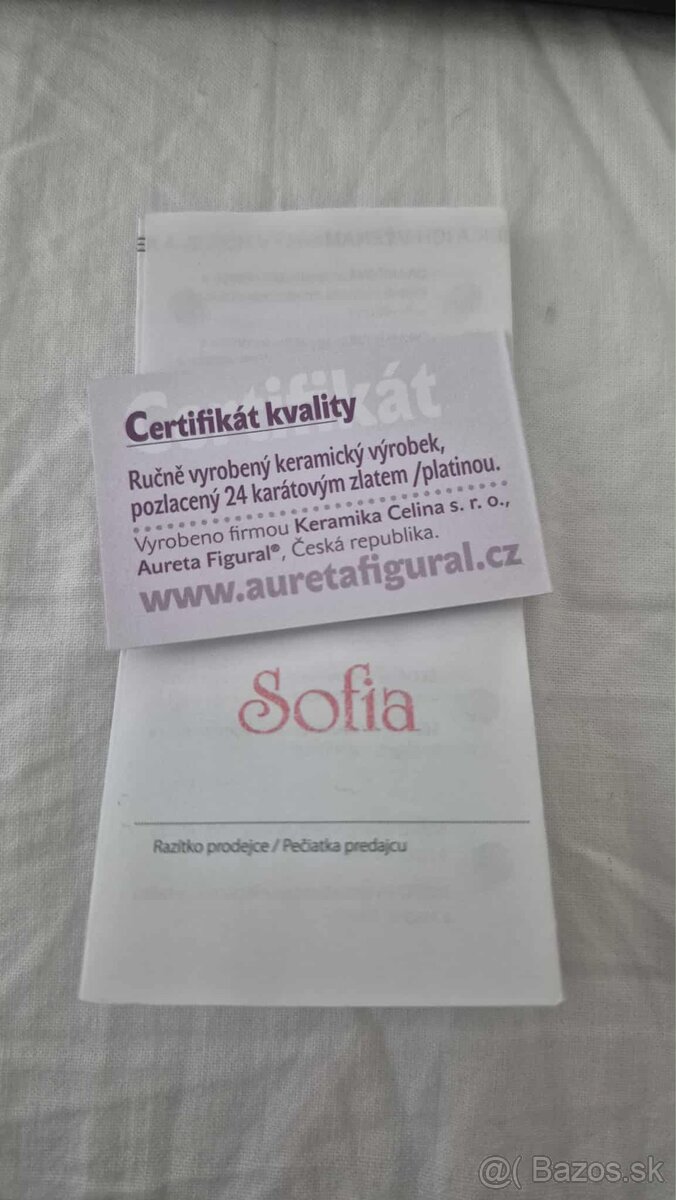 Certifikát
Certifikát kvality
Ručně vyrobený keramický výrobek,
pozlacený 24 karátovým zlatem /platinou.
Vyrobeno firmou Keramika Celina s. r. o.,
Aureta Figural®, Česká republika.
www.auretafigural.cz
Sofia
Razítko prodejce / Pečiatka predajcu
@( Bazos.sk